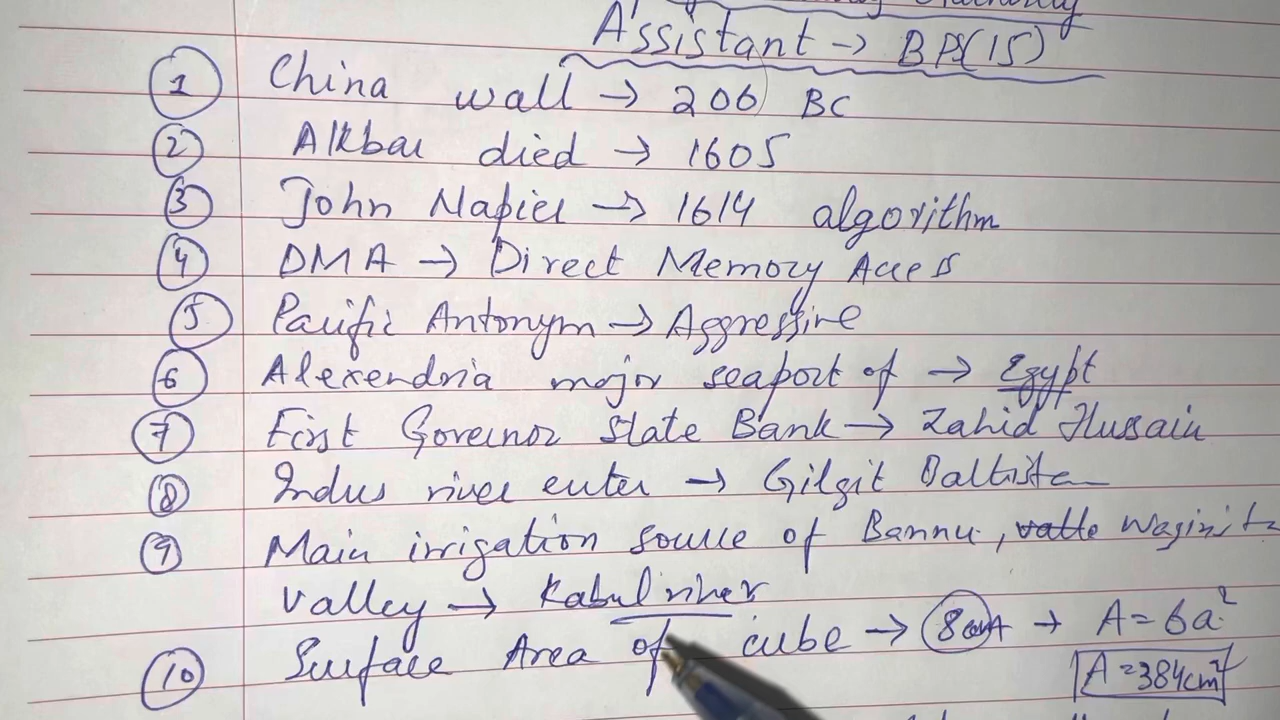 Assistant → BPS(15)
① China wall → 206 BC
② Akbar died → 1605
③ John Napier → 1614 algorithm
④ DMA → Direct Memory Access
⑤ Pacific Antonym → Aggressive
⑥ Alexendria major seaport of → Egypt
⑦ First Governor State Bank → Zahid Hussain
⑧ Indus river enter → Gilgit Baltistan
⑨ Main irrigation source of Bannu,
valley → Kabul river
⑩ Surface Area of cube → → A = 6a²
A = 384cm²